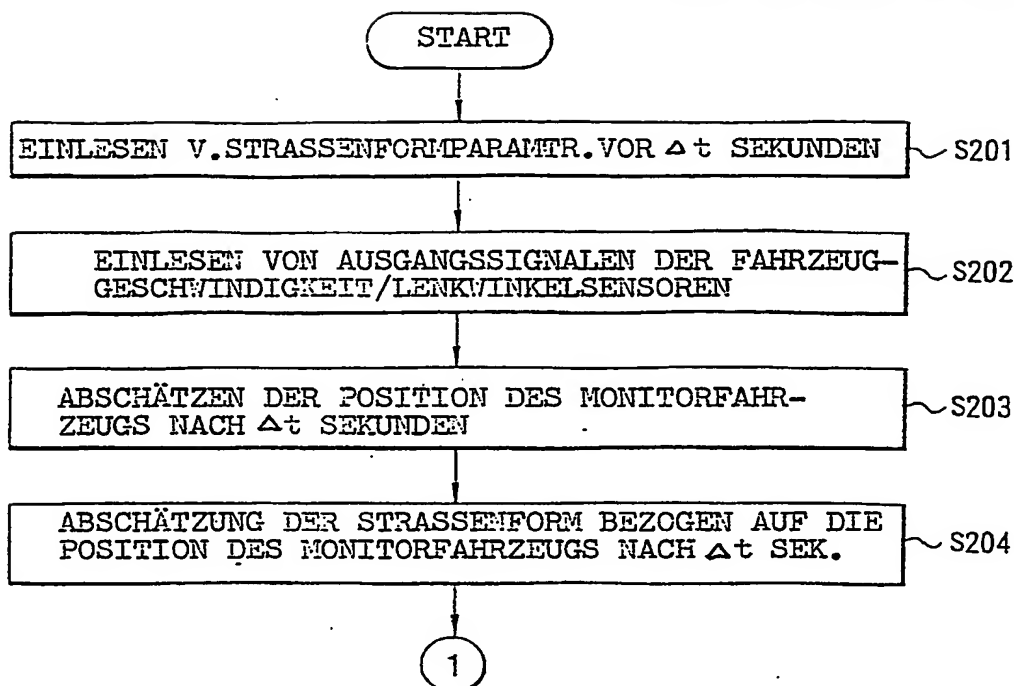 START
EINLESEN V.STRASSENFORMPARAMTR.VOR Δt SEKUNDEN
S201
EINLESEN VON AUSGANGSSIGNALEN DER FAHRZEUG-
GESCHWINDIGKEIT/LENKWINKELSENSOREN
S202
ABSCHÄTZEN DER POSITION DES MONITORFAHR-
ZEUGS NACH Δt SEKUNDEN
S203
ABSCHÄTZUNG DER STRASSENFORM BEZOGEN AUF DIE
POSITION DES MONITORFAHRZEUGS NACH Δt SEK.
S204
1